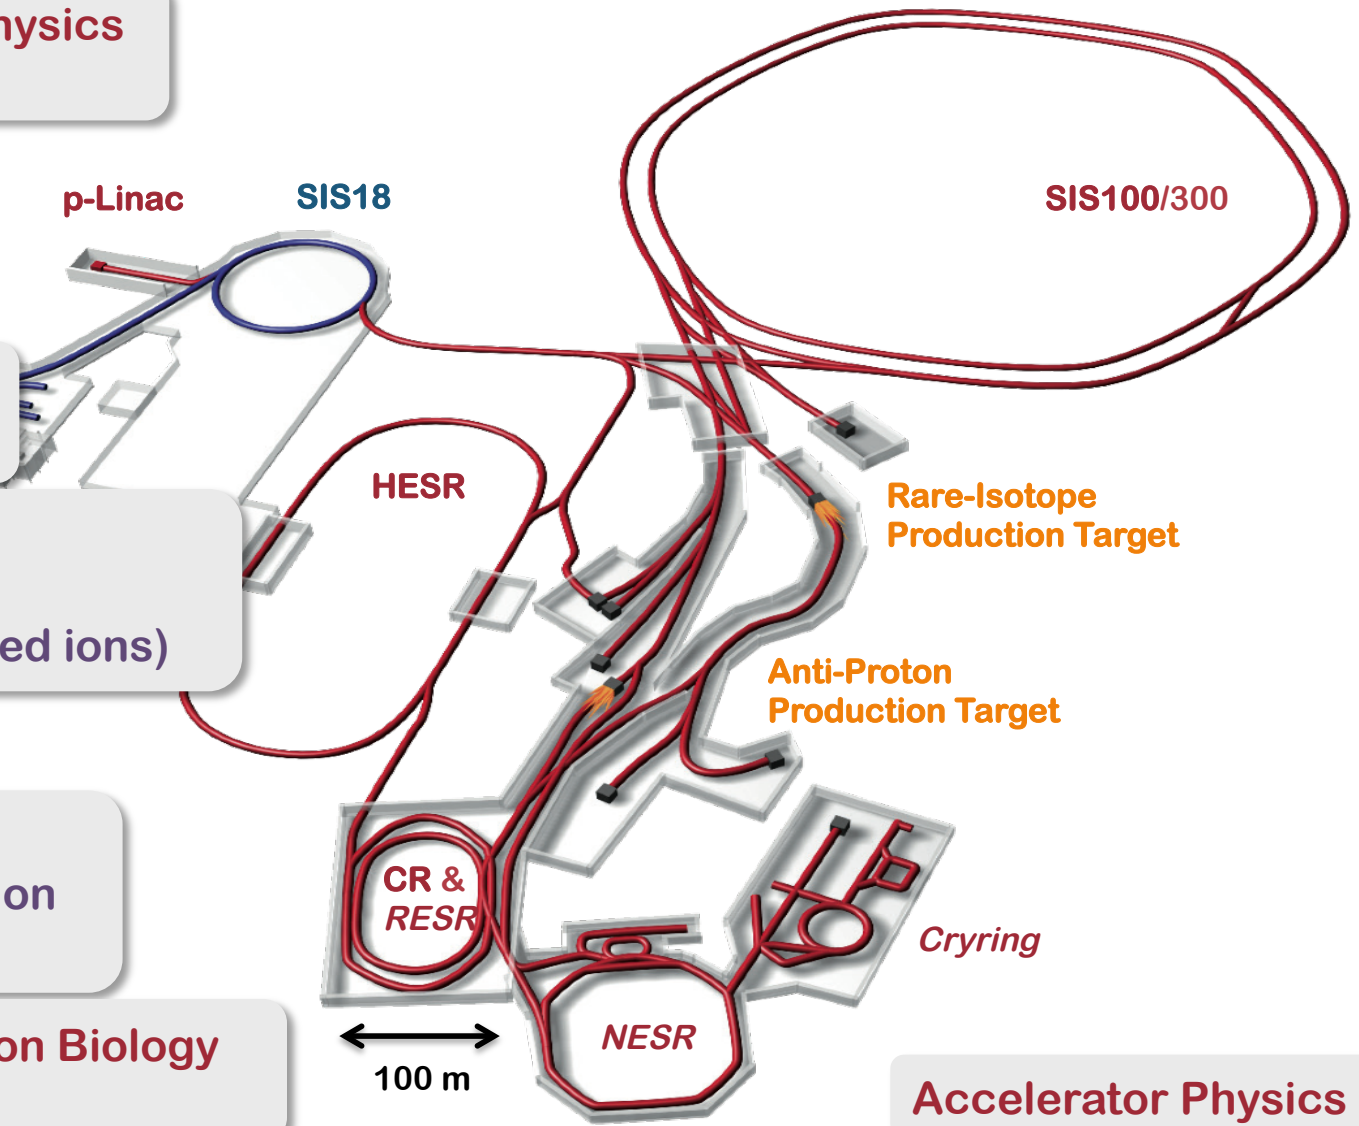 hysics
p-Linac
SIS18
SIS100/300
HESR
Rare-Isotope
Production Target
ed ions)
Anti-Proton
Production Target
CR &
RESR
on
Cryring
on Biology
NESR
100 m
Accelerator Physics